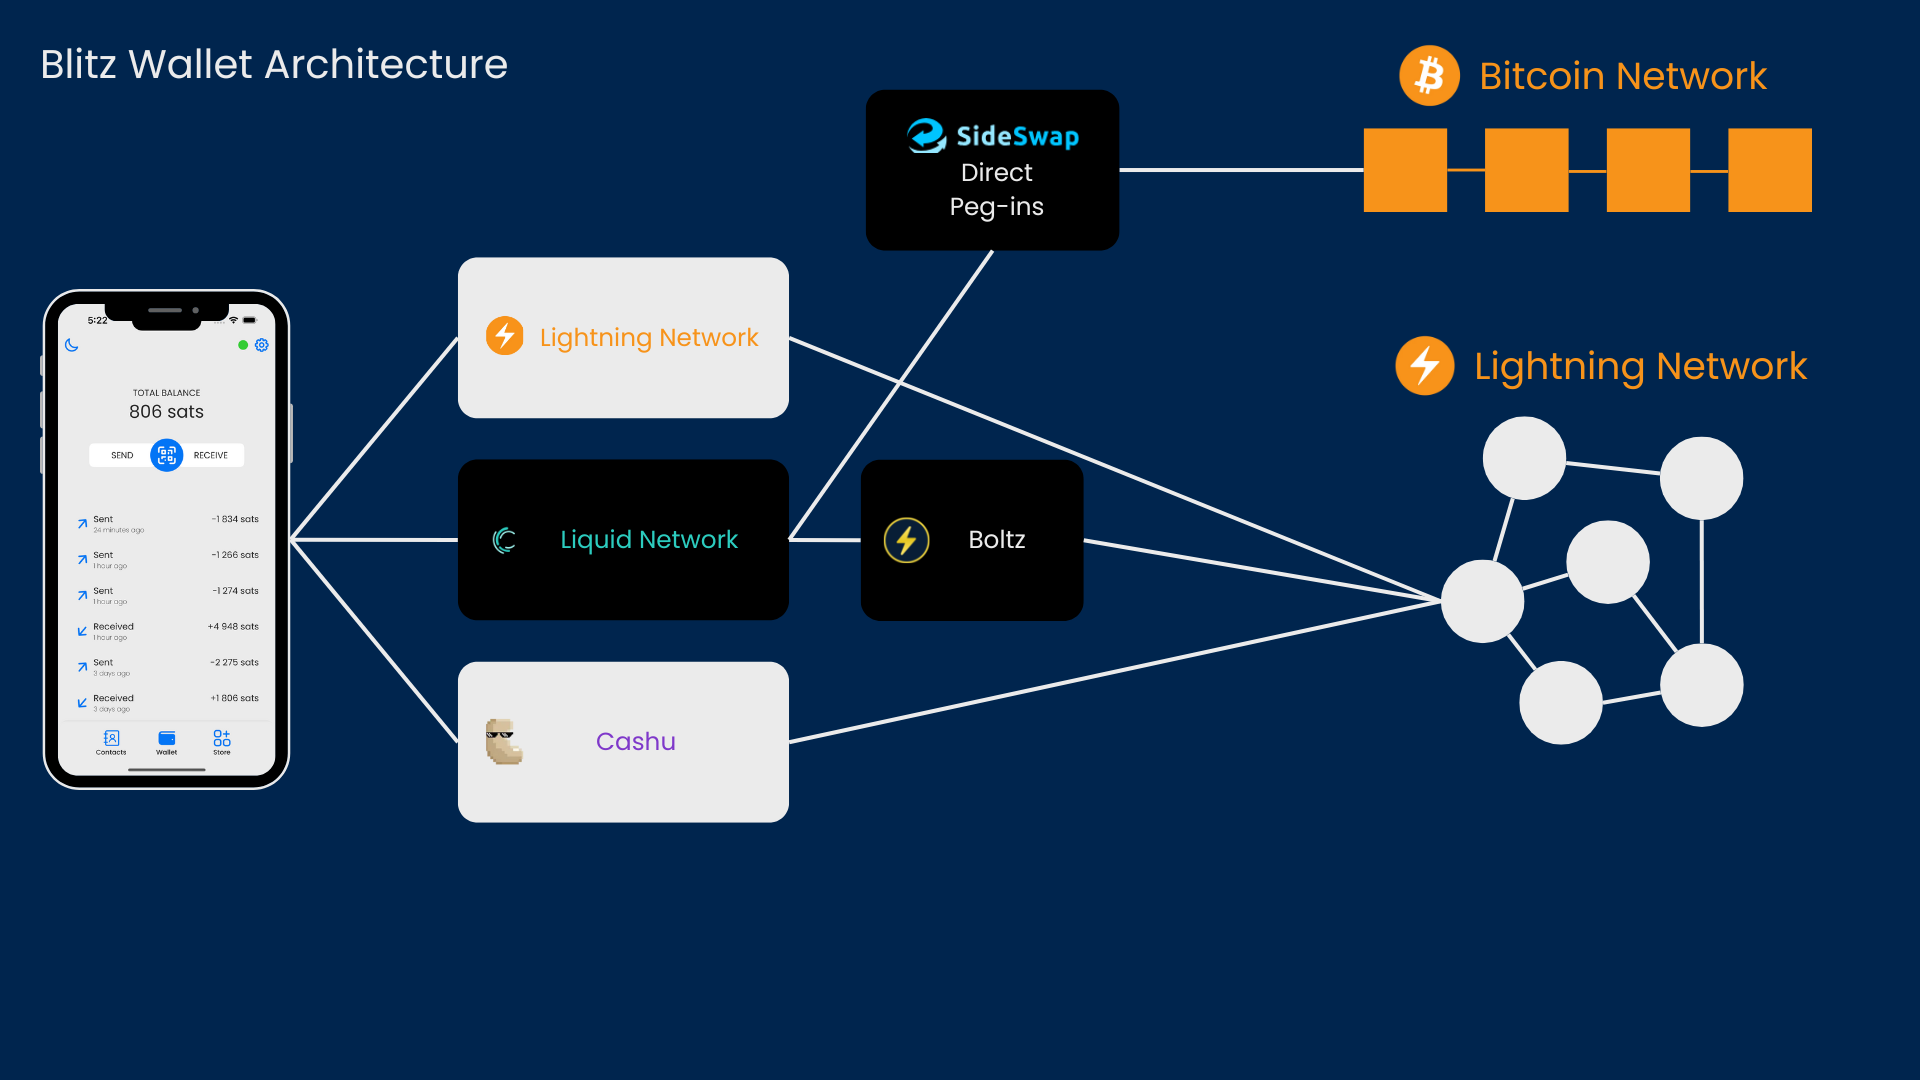 Blitz Wallet Architecture
Bitcoin Network
SideSwap
Direct
Peg-ins
Lightning Network
Lightning Network
Liquid Network
Boltz
Cashu
5:22
TOTAL BALANCE
806 sats
SEND
RECEIVE
Sent
-1 834 sats
24 minutes ago
Sent
-1 266 sats
1 hour ago
Sent
-1 274 sats
1 hour ago
Received
+4 948 sats
1 hour ago
Sent
-2 275 sats
3 days ago
Received
+1 806 sats
3 days ago
Contacts
Wallet
Store